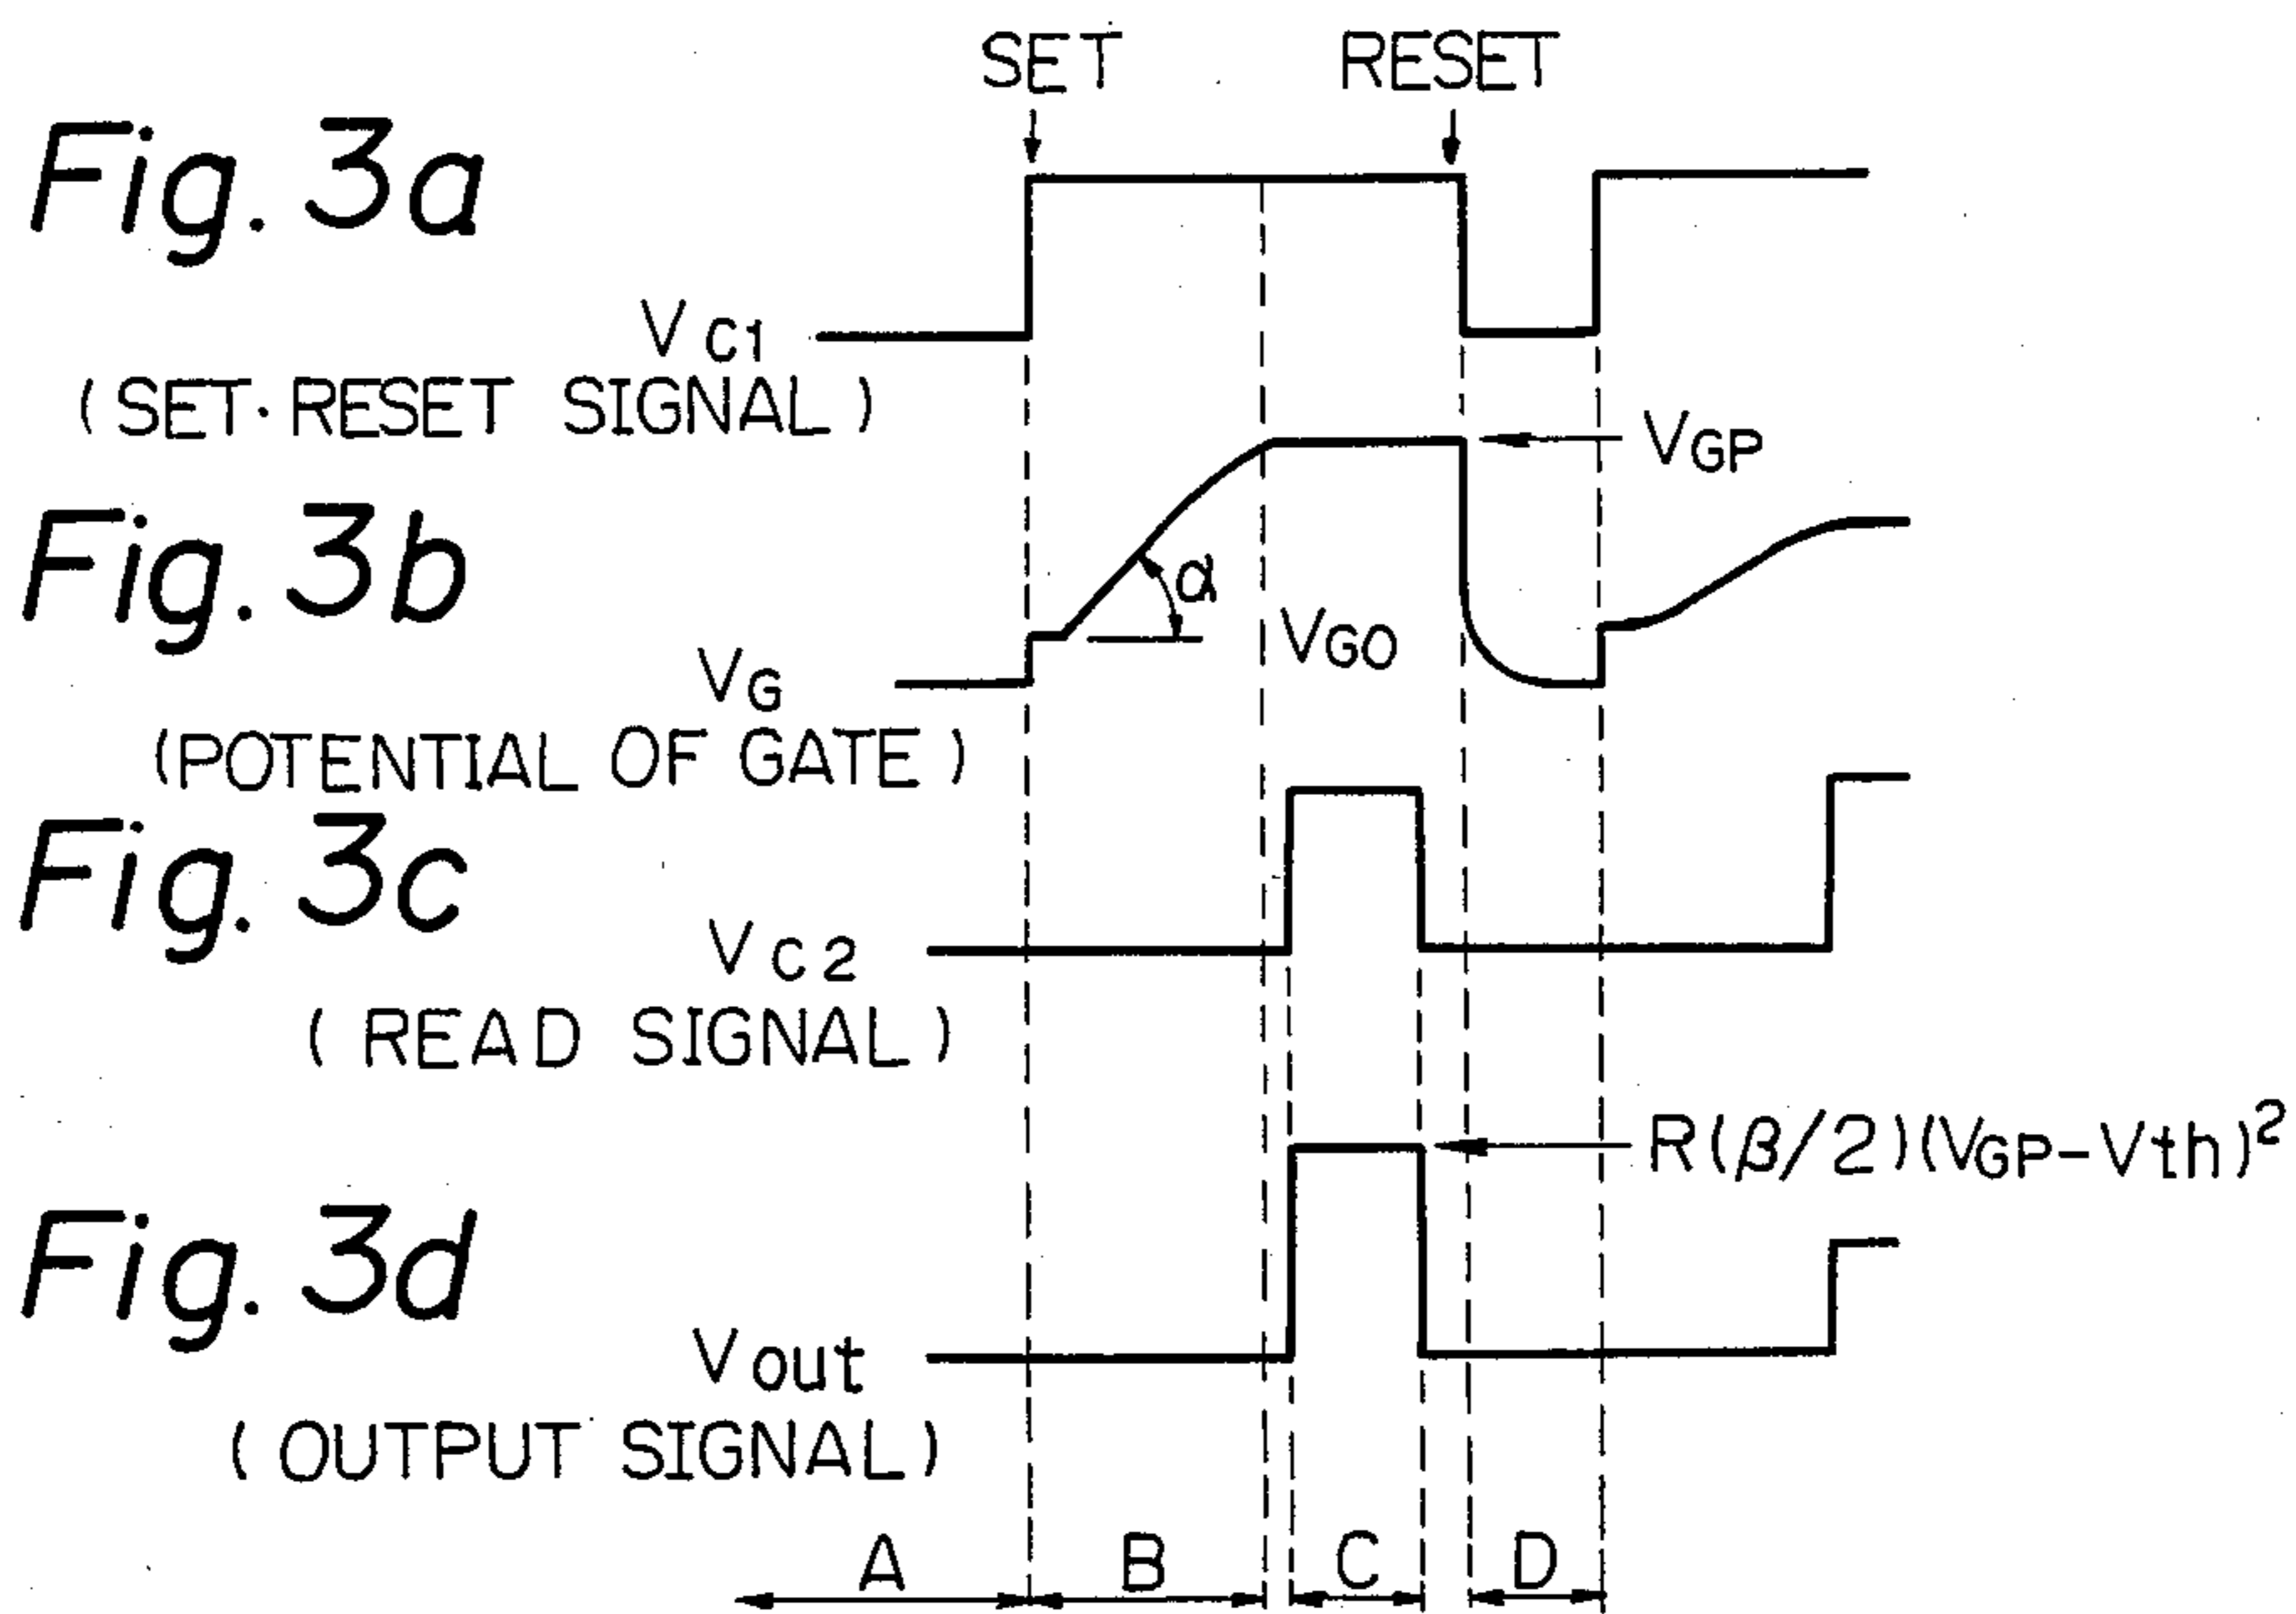 SET RESET
Fig. 3a
VC1
(SET·RESET SIGNAL)
VGP
Fig. 3b
α
VGO
VG
(POTENTIAL OF GATE)
Fig. 3c
VC2
(READ SIGNAL)
R(β/2)(VGP-Vth)²
Fig. 3d
Vout
(OUTPUT SIGNAL)
A B C D